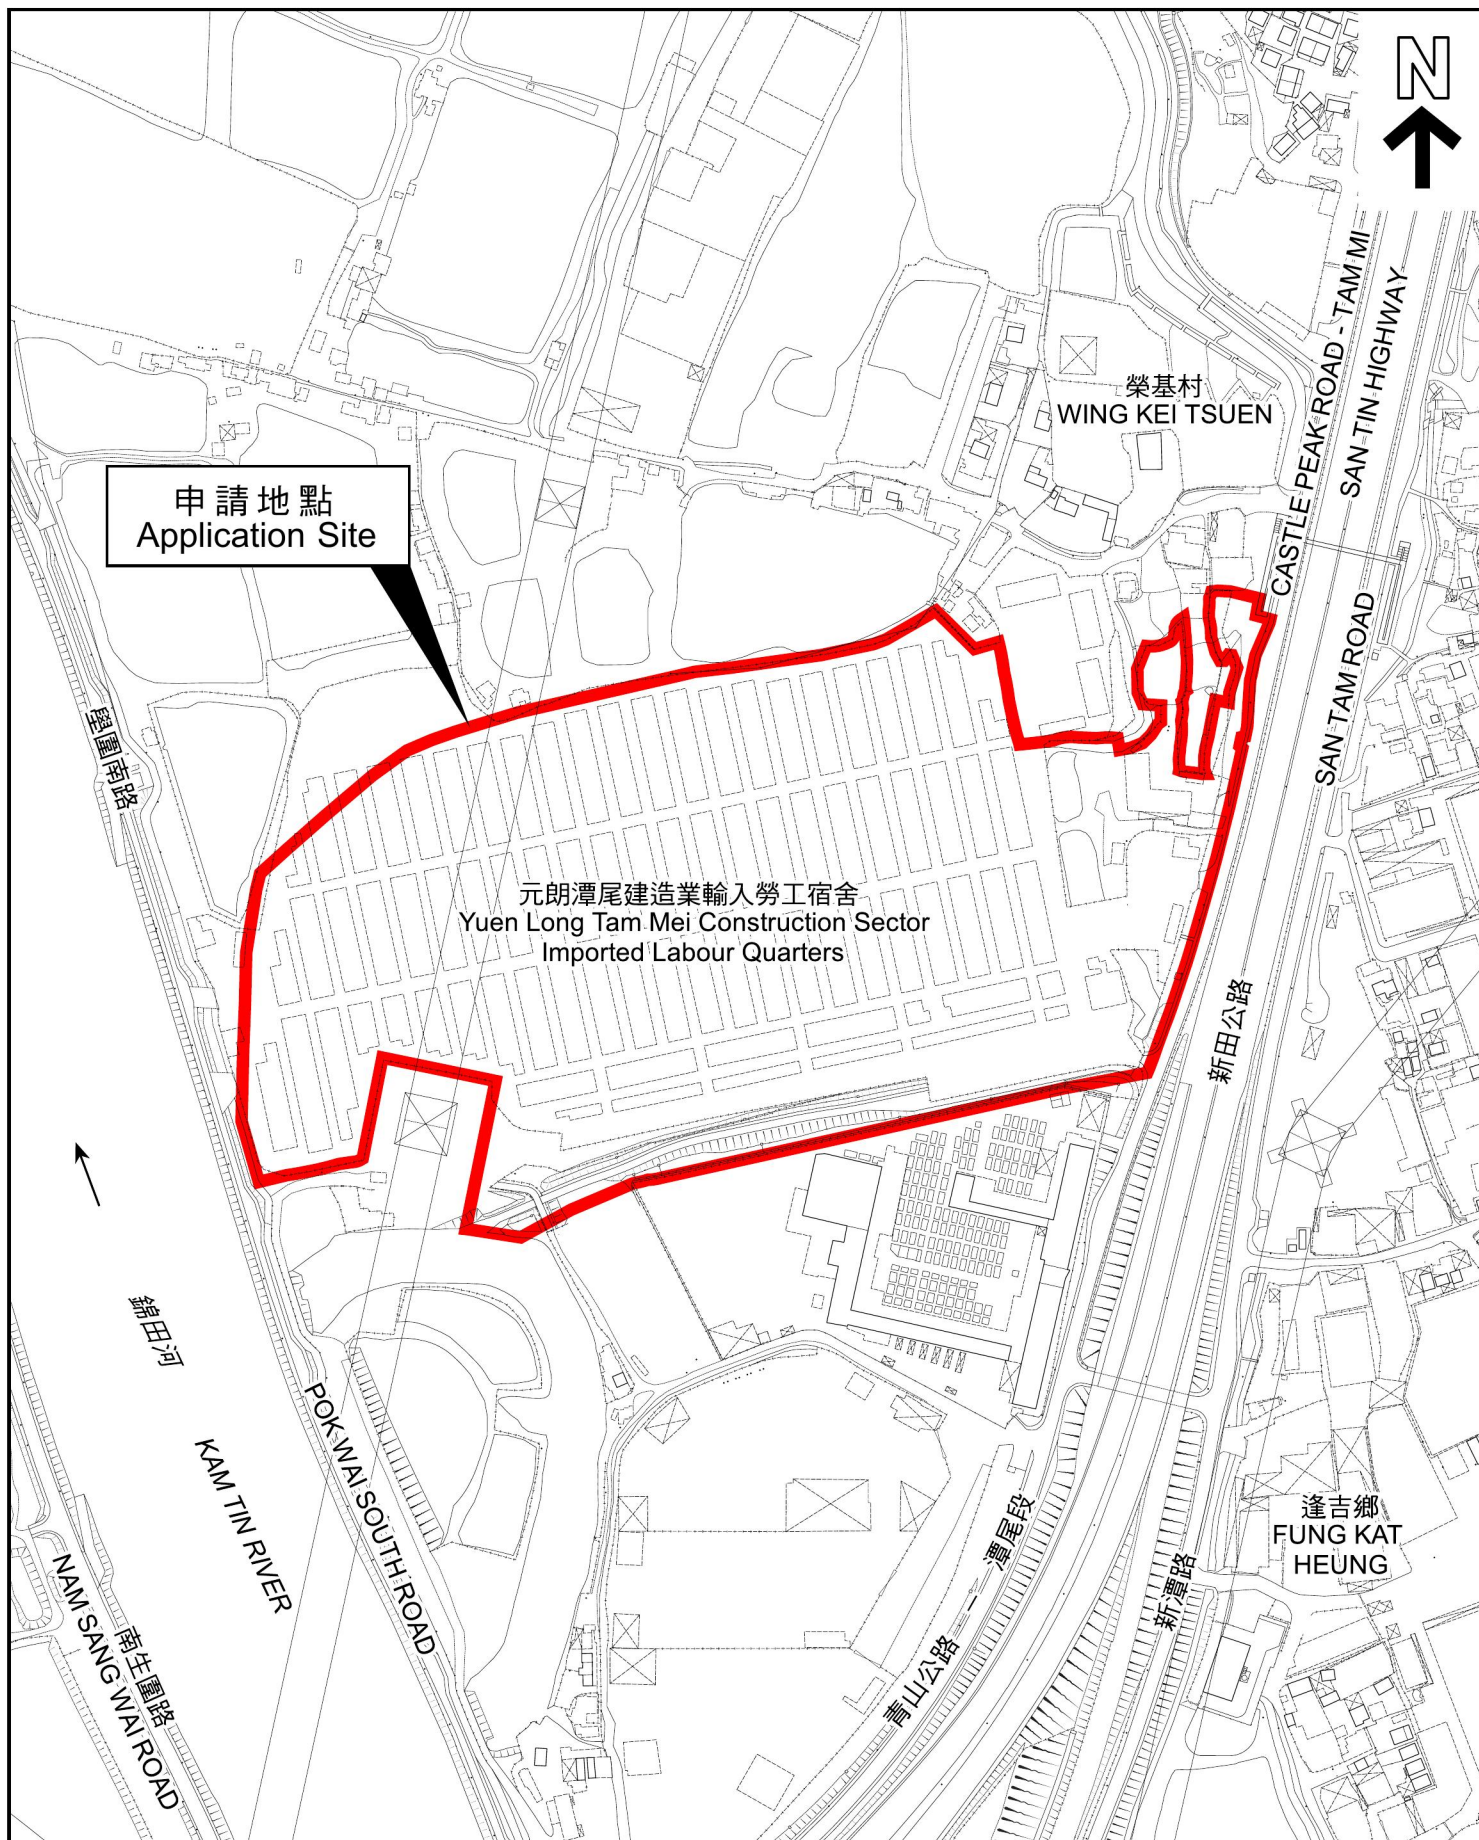 N
榮基村
WING KEI TSUEN
CASTLE PEAK ROAD - TAM MI
SAN TIN HIGHWAY
申請地點
Application Site
SAN TAM ROAD
壆圍南路
元朗潭尾建造業輸入勞工宿舍
Yuen Long Tam Mei Construction Sector
Imported Labour Quarters
新田公路
錦田河
KAM TIN RIVER
POK WAI SOUTH ROAD
南生圍路
NAM SANG WAI ROAD
青山公路 — 潭尾段
新潭路
逢吉鄉
FUNG KAT
HEUNG